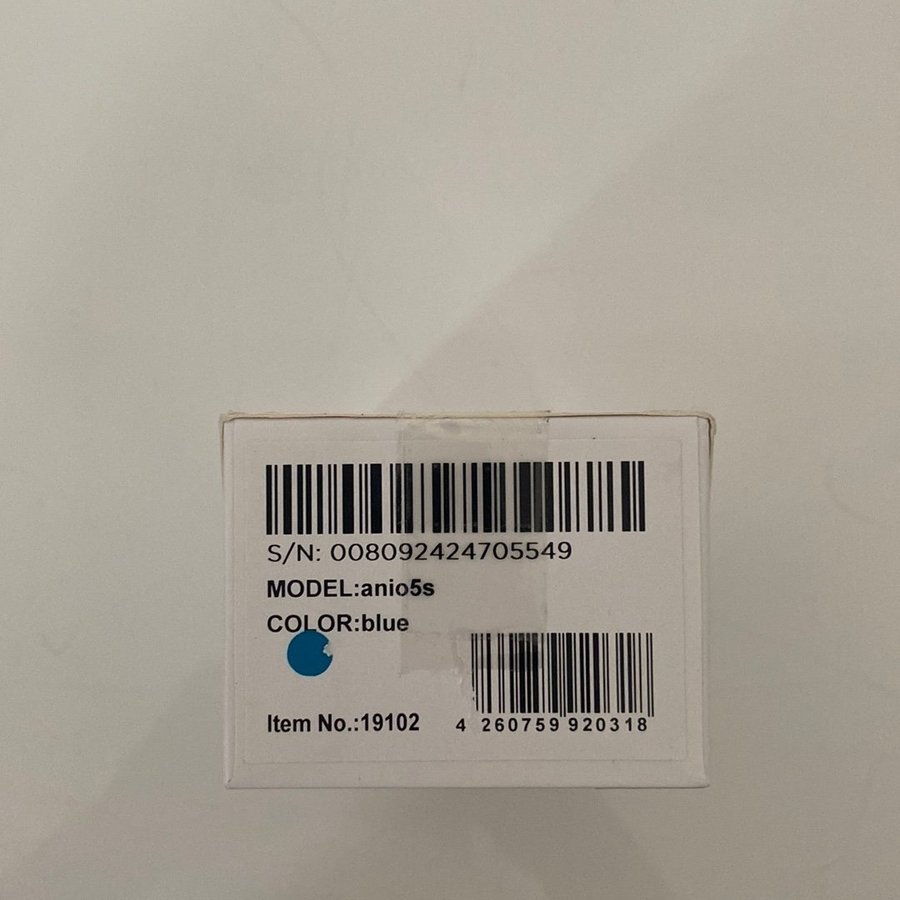 S/N: 008092424705549
MODEL:anio5s
COLOR:blue
Item No.:19102
4 260759 920318